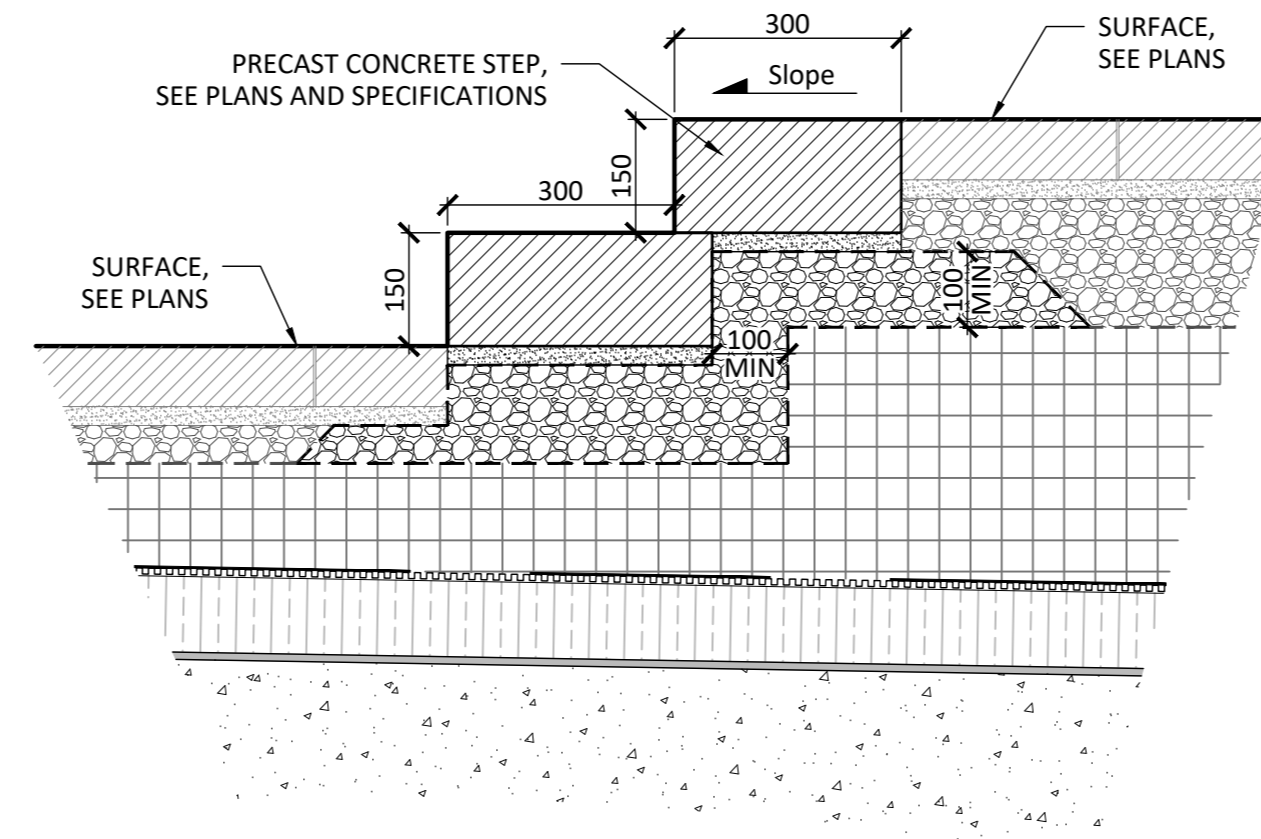 300
SURFACE,
SEE PLANS
PRECAST CONCRETE STEP,
SEE PLANS AND SPECIFICATIONS
Slope
150
300
SURFACE,
SEE PLANS
150
100
MIN
100
MIN